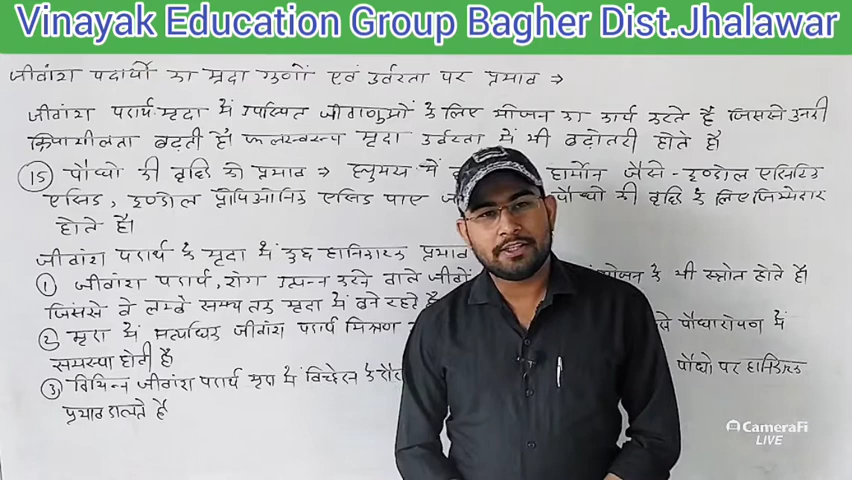 Vinayak Education Group Bagher Dist.Jhalawar
जीवांश पदार्थों का मृदा गुणों एवं उर्वरता पर प्रभाव ⇒
जीवांश पदार्थ मृदा में उपस्थित जीवाणुओं के लिए भोजन का कार्य करते हैं जिससे उनकी
क्रियाशीलता बढ़ती है। फलस्वरूप मृदा उर्वरता में भी बढ़ोतरी होते है
(15) पौधो की वृद्धि को प्रभाव ⇒ ह्युमस में हार्मोन जैसे - इण्डोल एसिटिक
एसिड, इण्डोल प्रोपिओनिक एसिड पाए पौधो की वृद्धि के लिए जिम्मेदार
होते है।
जीवांश पदार्थ के मृदा में कुछ हानिकारक प्रभाव
(1) जीवांश पदार्थ, रोग उत्पन्न करने वाले जीवों के भी स्त्रोत होते है।
जिससे वे लम्बे समय तक मृदा में बने रहते है
(2) मृदा में अत्यधिक जीवांश पदार्थ मिश्रण पौधारोपण में
समस्या होती है
(3) विभिन्न जीवांश पदार्थ मृदा में विच्छेदन के दौरान पौधो पर हानिकारक
प्रभाव डालते है
CameraFi
LIVE